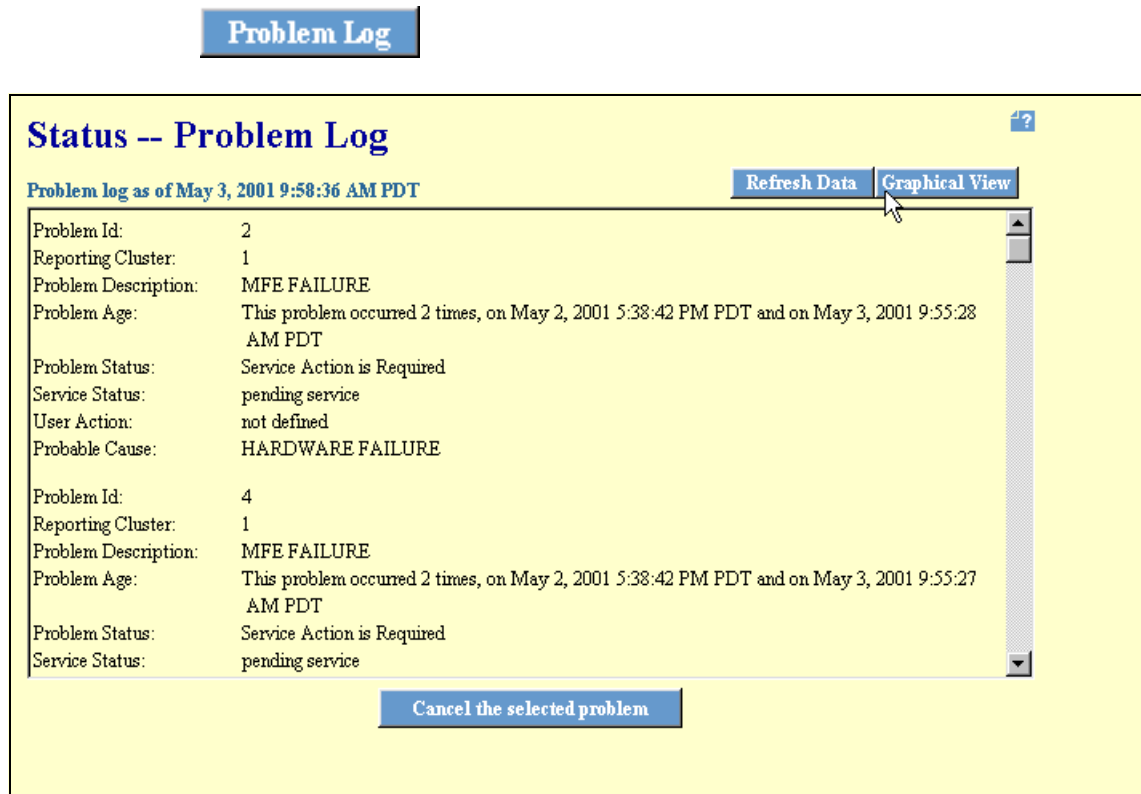 Problem Log
Status -- Problem Log
?
Problem log as of May 3, 2001 9:58:36 AM PDT
Refresh Data
Graphical View
Problem Id: 2
Reporting Cluster: 1
Problem Description: MFE FAILURE
Problem Age: This problem occurred 2 times, on May 2, 2001 5:38:42 PM PDT and on May 3, 2001 9:55:28
AM PDT
Problem Status: Service Action is Required
Service Status: pending service
User Action: not defined
Probable Cause: HARDWARE FAILURE
Problem Id: 4
Reporting Cluster: 1
Problem Description: MFE FAILURE
Problem Age: This problem occurred 2 times, on May 2, 2001 5:38:42 PM PDT and on May 3, 2001 9:55:27
AM PDT
Problem Status: Service Action is Required
Service Status: pending service
Cancel the selected problem